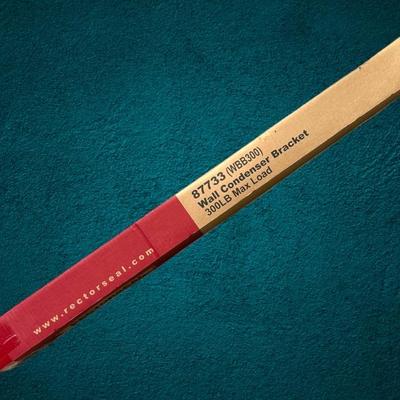 87733 (WBB300)
Wall Condenser Bracket
300LB Max Load
www.rectorseal.com